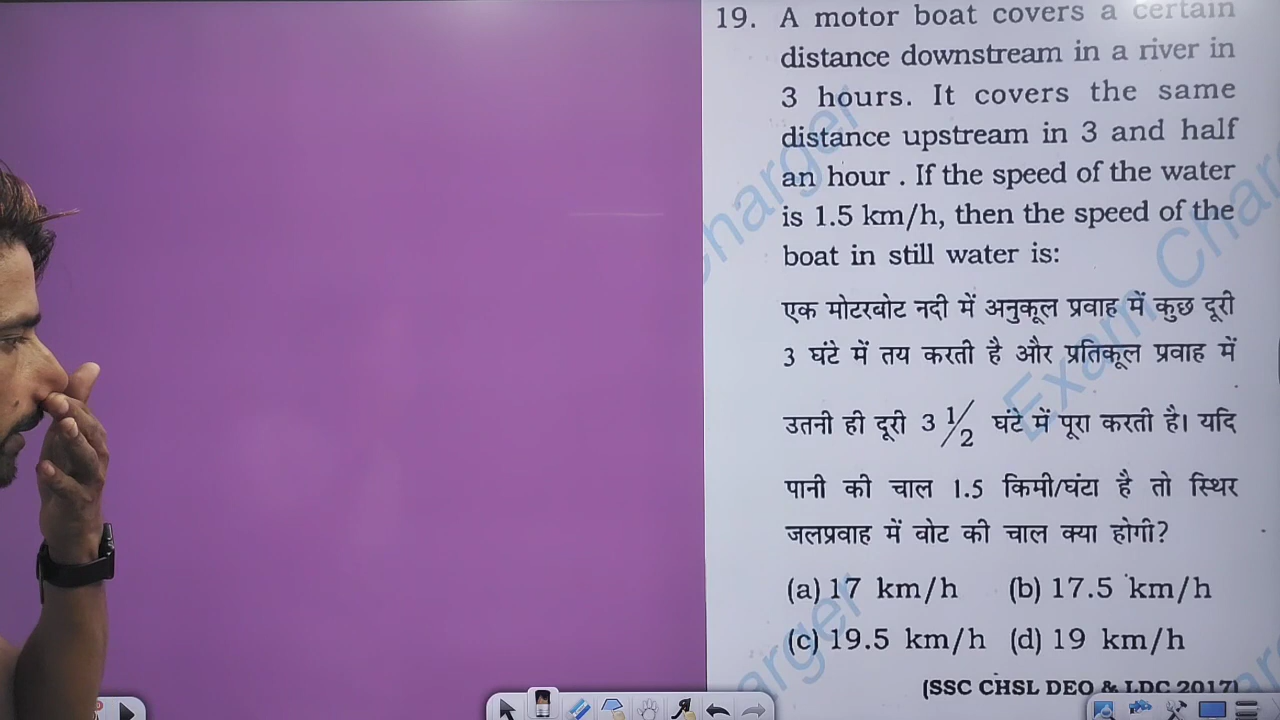 19. A motor boat covers a certain
distance downstream in a river in
3 hours. It covers the same
distance upstream in 3 and half
an hour . If the speed of the water
is 1.5 km/h, then the speed of the
boat in still water is:
एक मोटरबोट नदी में अनुकूल प्रवाह में कुछ दूरी
3 घंटे में तय करती है और प्रतिकूल प्रवाह में
उतनी ही दूरी 3 1/2 घंटे में पूरा करती है। यदि
पानी की चाल 1.5 किमी/घंटा है तो स्थिर
जलप्रवाह में वोट की चाल क्या होगी?
(a) 17 km/h (b) 17.5 km/h
(c) 19.5 km/h (d) 19 km/h
(SSC CHSL DEO & LDC 2017)
Exam Charger